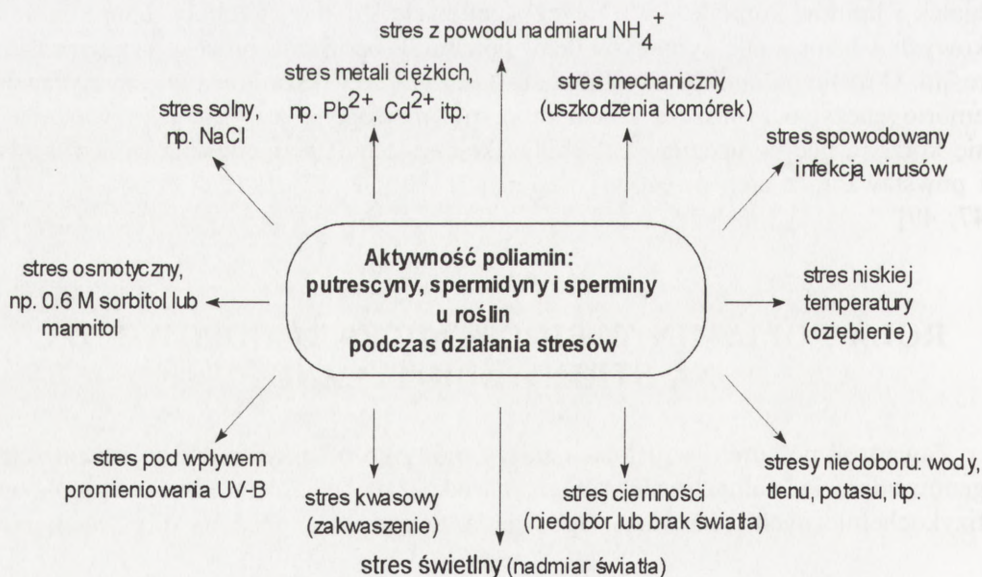 stres z powodu nadmiaru NH₄⁺
stres metali ciężkich,
np. Pb²⁺ Cd²⁺ itp.
stres mechaniczny
(uszkodzenia komórek)
stres solny,
np. NaCl
stres spowodowany
infekcją wirusów
stres osmotyczny,
np. 0.6 M sorbitol lub
mannitol
Aktywność poliamin:
putrescyny, spermidyny i sperminy
u roślin
podczas działania stresów
stres niskiej
temperatury
(oziębienie)
stres pod wpływem
promieniowania UV-B
stres kwasowy
(zakwaszenie)
stres ciemności
(niedobór lub brak światła)
stresy niedoboru: wody,
tlenu, potasu, itp.
stres świetlny (nadmiar światła)